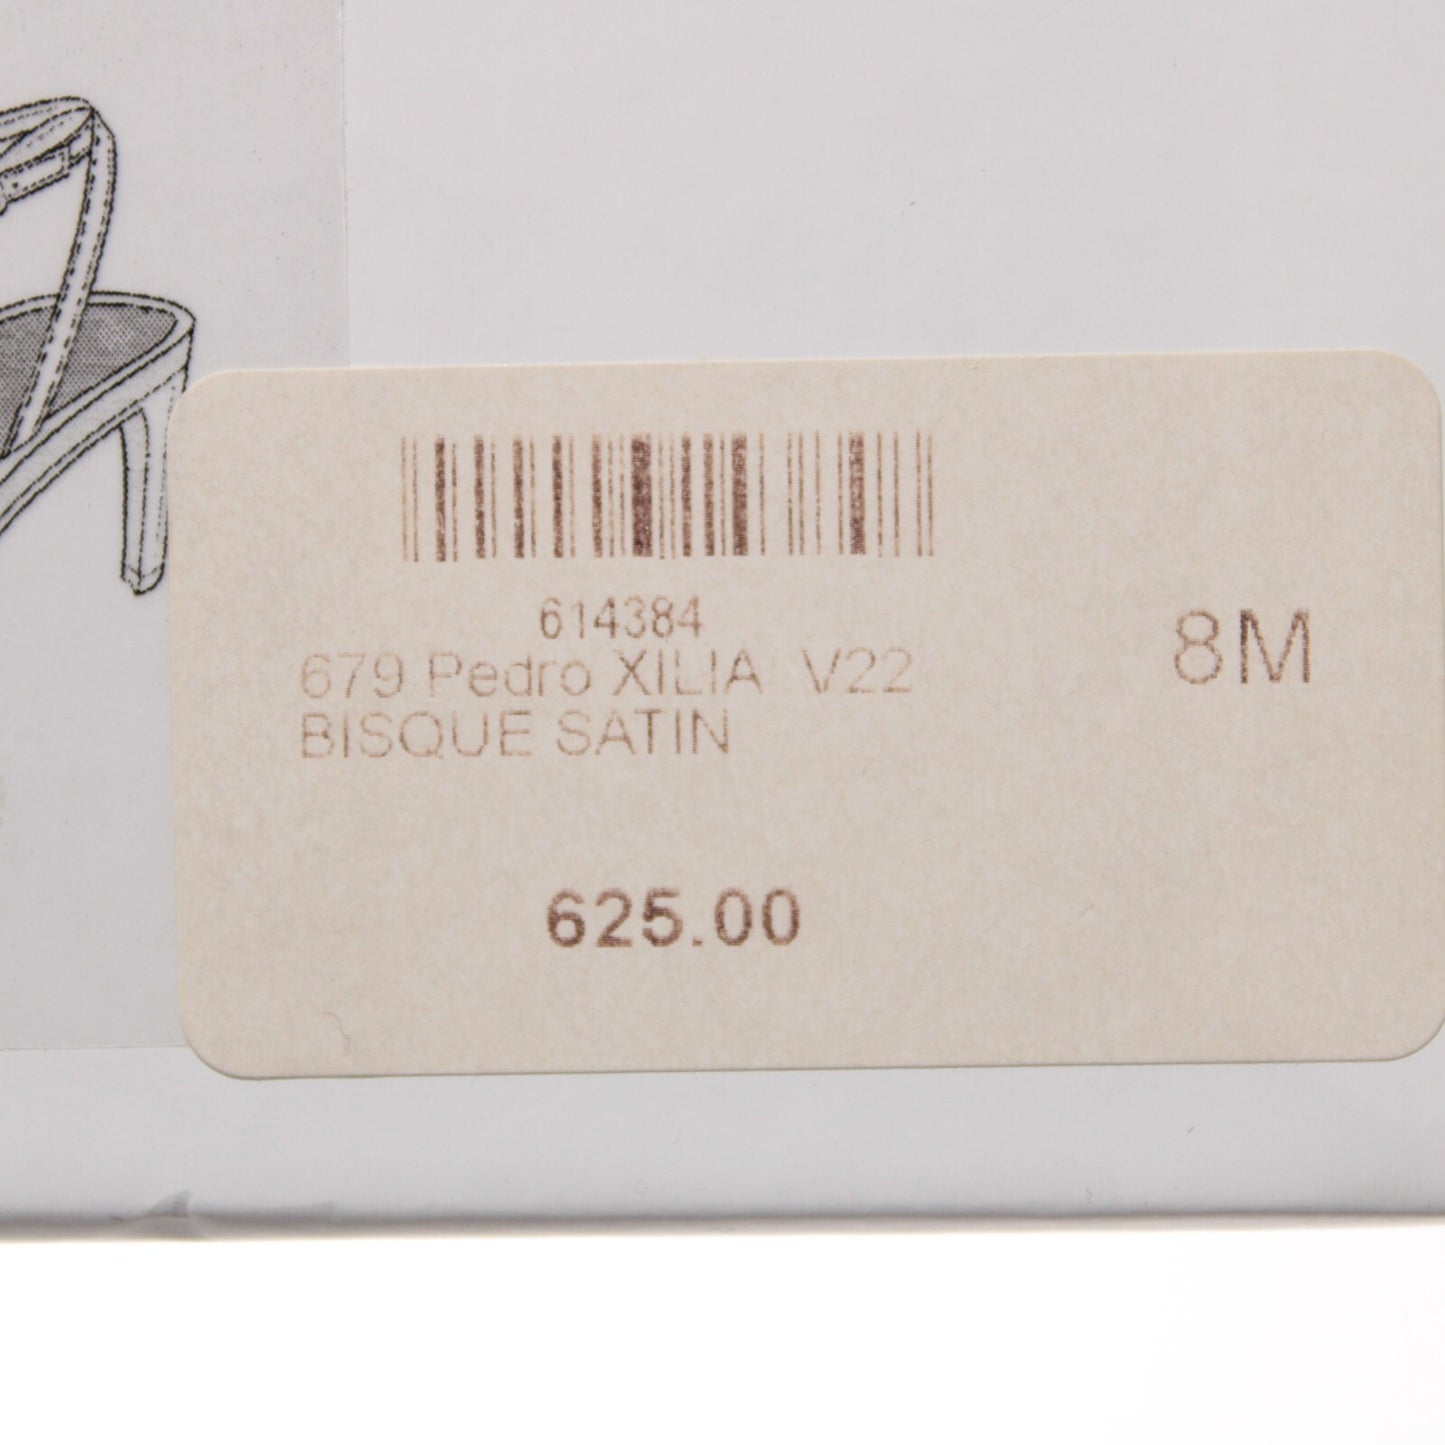 614384
679 Pedro XILIA V22
BISQUE SATIN
8M
625.00